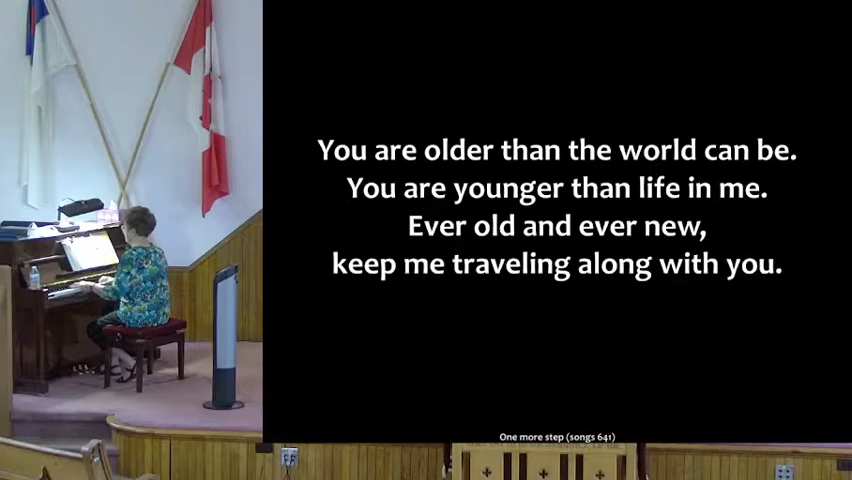 You are older than the world can be.
You are younger than life in me.
Ever old and ever new,
keep me traveling along with you.
One more step (songs 641)